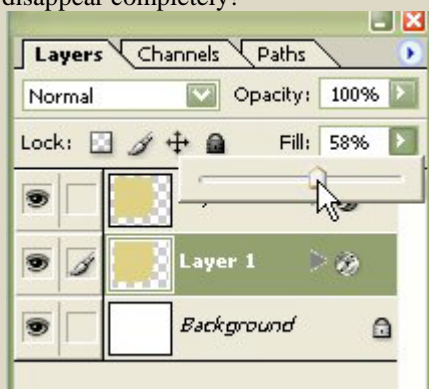 disappear completely!
Layers Channels Paths
Normal Opacity: 100%
Lock: Fill: 58%
Layer 1
Background